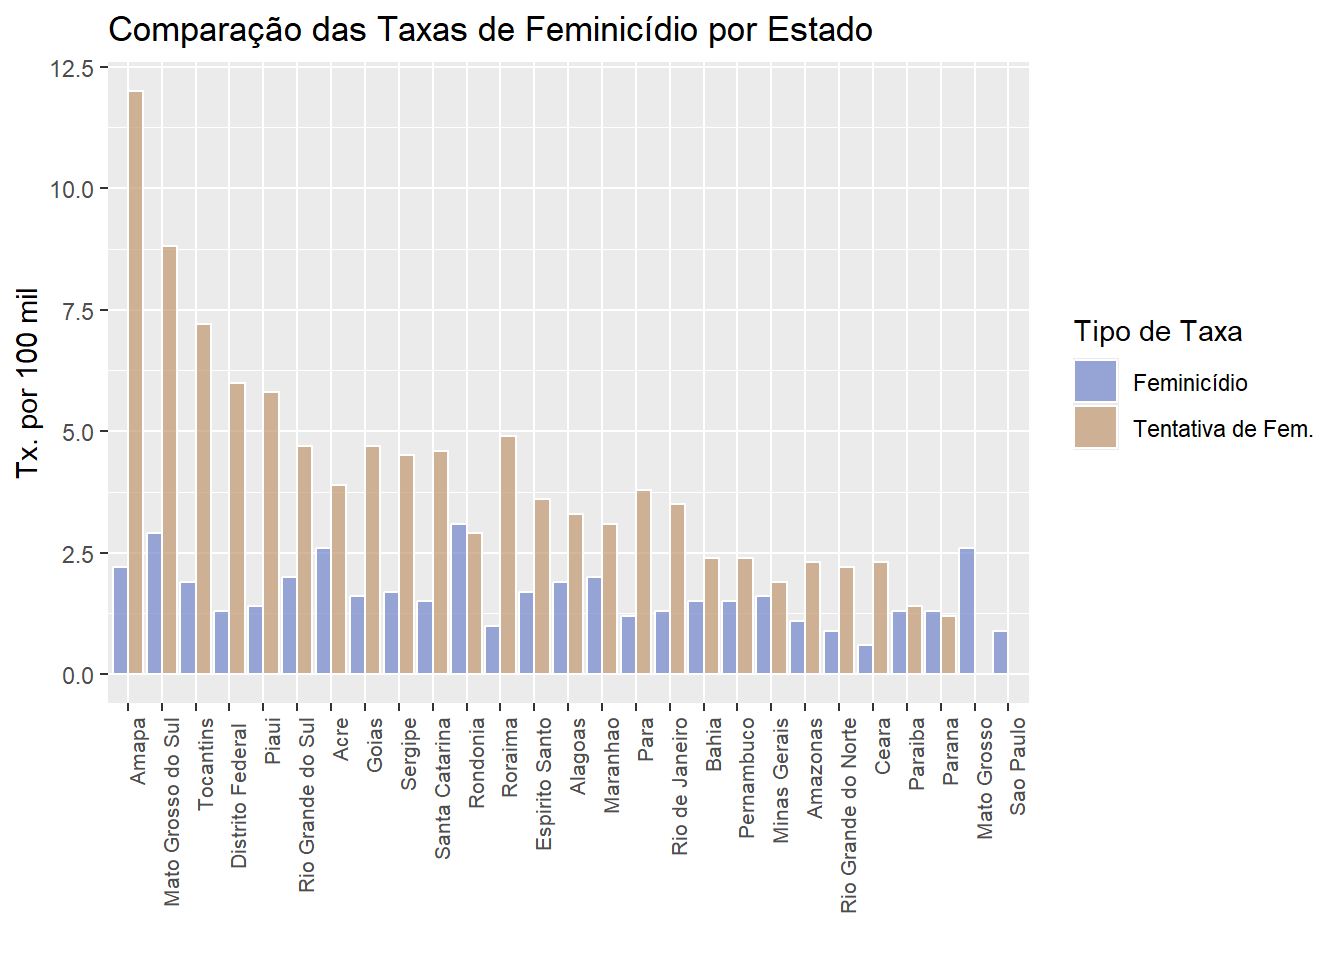 Comparação das Taxas de Feminicídio por Estado
Tx. por 100 mil
12.5
10.0
7.5
5.0
2.5
0.0
Amapa
Mato Grosso do Sul
Tocantins
Distrito Federal
Piaui
Rio Grande do Sul
Acre
Goias
Sergipe
Santa Catarina
Rondonia
Roraima
Espirito Santo
Alagoas
Maranhao
Para
Rio de Janeiro
Bahia
Pernambuco
Minas Gerais
Amazonas
Rio Grande do Norte
Ceara
Paraiba
Parana
Mato Grosso
Sao Paulo
Tipo de Taxa
Feminicídio
Tentativa de Fem.